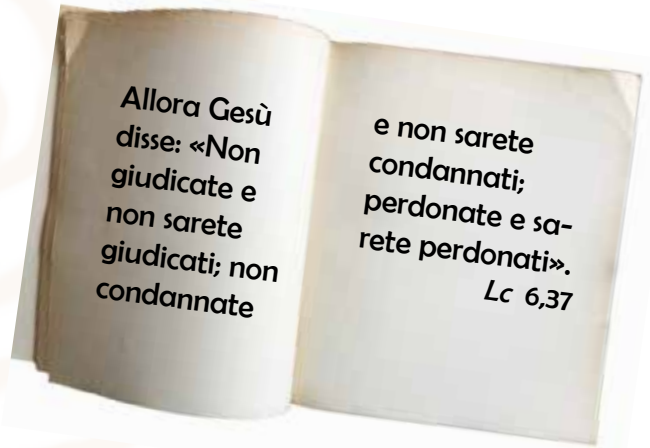 Allora Gesù
disse: «Non
giudicate e
non sarete
giudicati; non
condannate
e non sarete
condannati;
perdonate e sa-
rete perdonati».
Lc 6,37